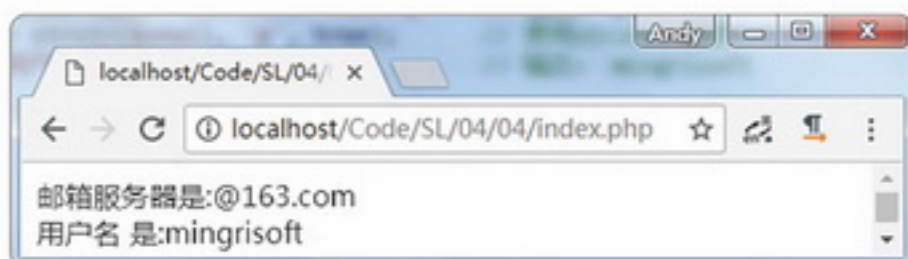 Andy
localhost/Code/SL/04/
localhost/Code/SL/04/04/index.php
邮箱服务器是:@163.com
用户名 是:mingrisoft